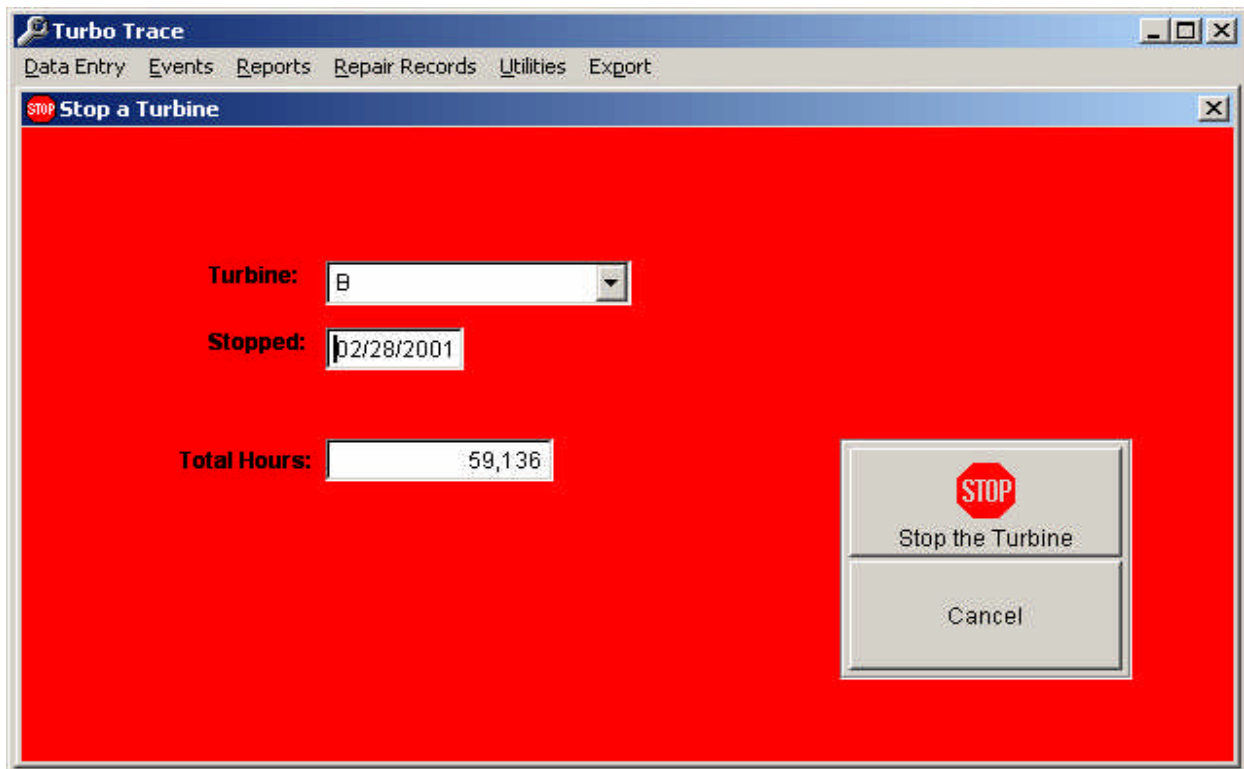 Turbo Trace
Data Entry Events Reports Repair Records Utilities Export
STOP Stop a Turbine
Turbine: B
Stopped: 02/28/2001
Total Hours: 59,136
STOP
Stop the Turbine
Cancel